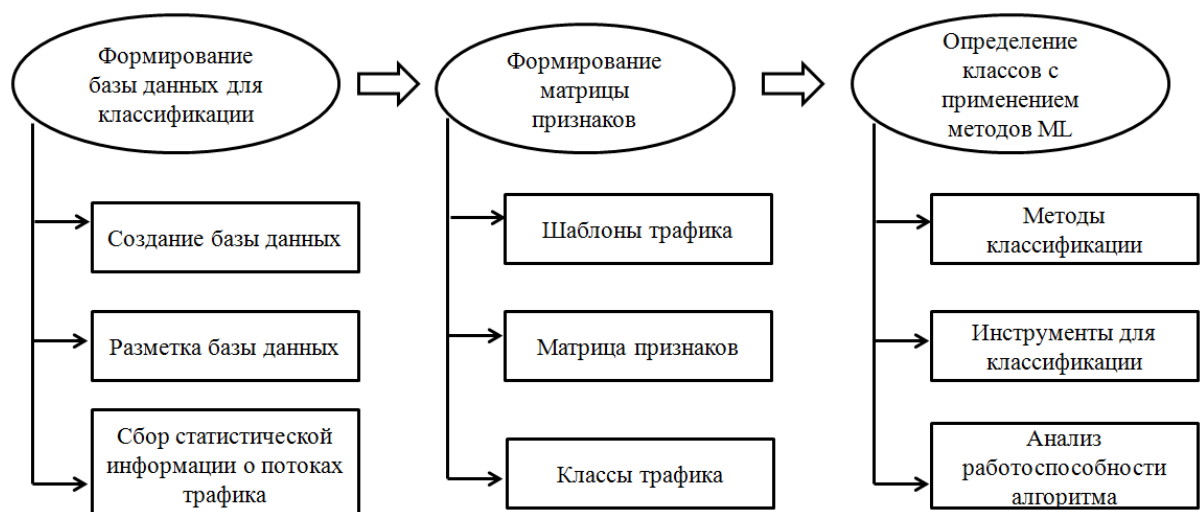 Формирование
базы данных для
классификации
Создание базы данных
Разметка базы данных
Сбор статистической
информации о потоках
трафика
Формирование
матрицы
признаков
Шаблоны трафика
Матрица признаков
Классы трафика
Определение
классов с
применением
методов ML
Методы
классификации
Инструменты для
классификации
Анализ
работоспособности
алгоритма